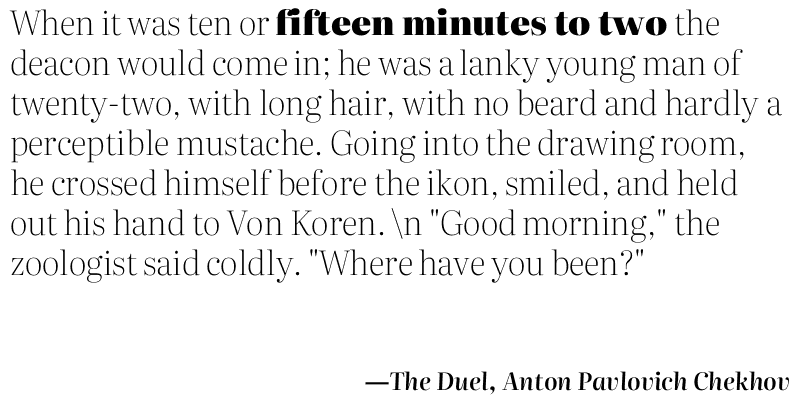 When it was ten or fifteen minutes to two the
deacon would come in; he was a lanky young man of
twenty-two, with long hair, with no beard and hardly a
perceptible mustache. Going into the drawing room,
he crossed himself before the ikon, smiled, and held
out his hand to Von Koren. \n "Good morning," the
zoologist said coldly. "Where have you been?"
—The Duel, Anton Pavlovich Chekhov